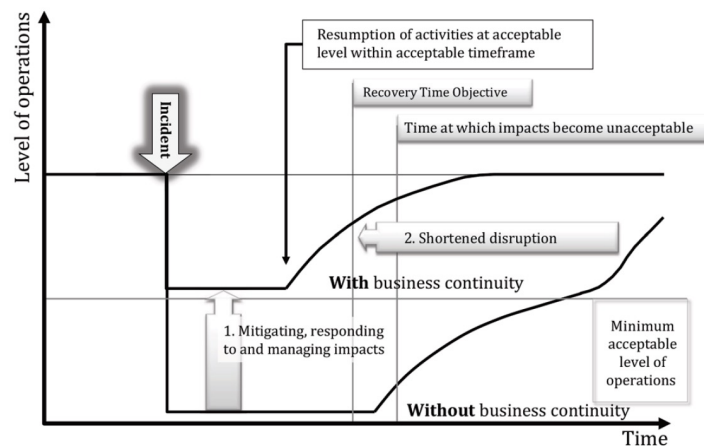 Level of operations
Incident
Resumption of activities at acceptable
level within acceptable timeframe
Recovery Time Objective
Time at which impacts become unacceptable
2. Shortened disruption
With business continuity
1. Mitigating, responding
to and managing impacts
Minimum
acceptable
level of
operations
Without business continuity
Time